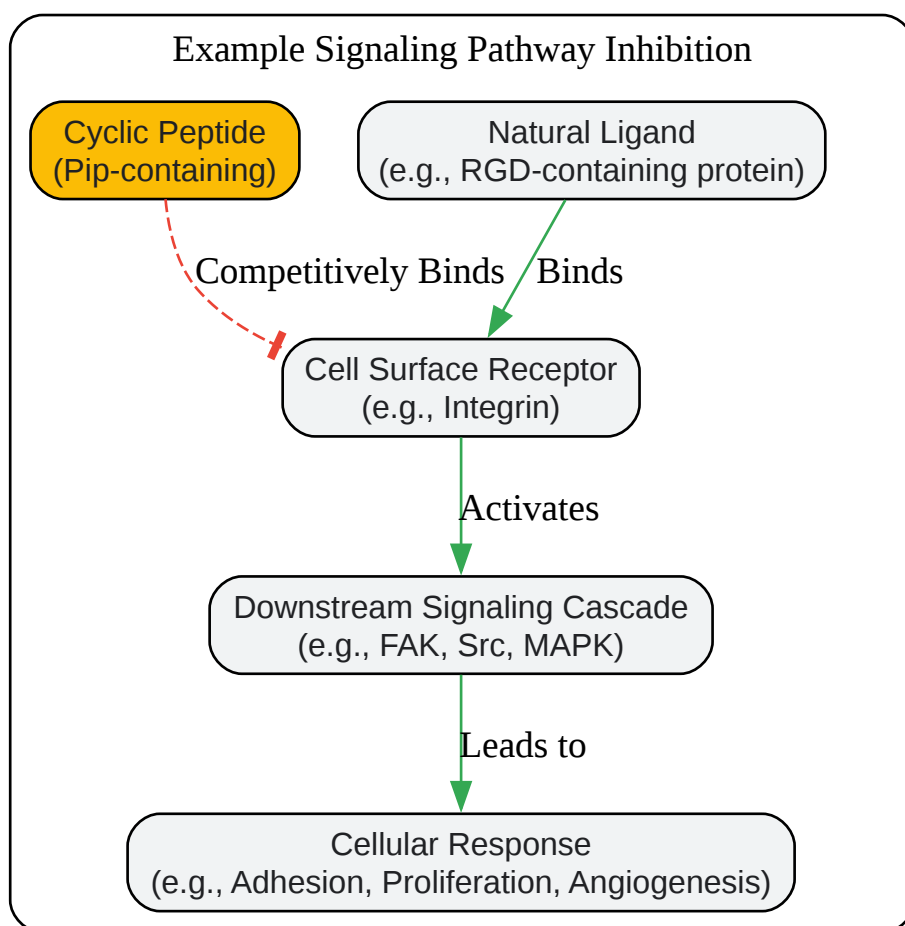 Example Signaling Pathway Inhibition
Cyclic Peptide
(Pip-containing)
Natural Ligand
(e.g., RGD-containing protein)
Competitively Binds
Binds
Cell Surface Receptor
(e.g., Integrin)
Activates
Downstream Signaling Cascade
(e.g., FAK, Src, MAPK)
Leads to
Cellular Response
(e.g., Adhesion, Proliferation, Angiogenesis)